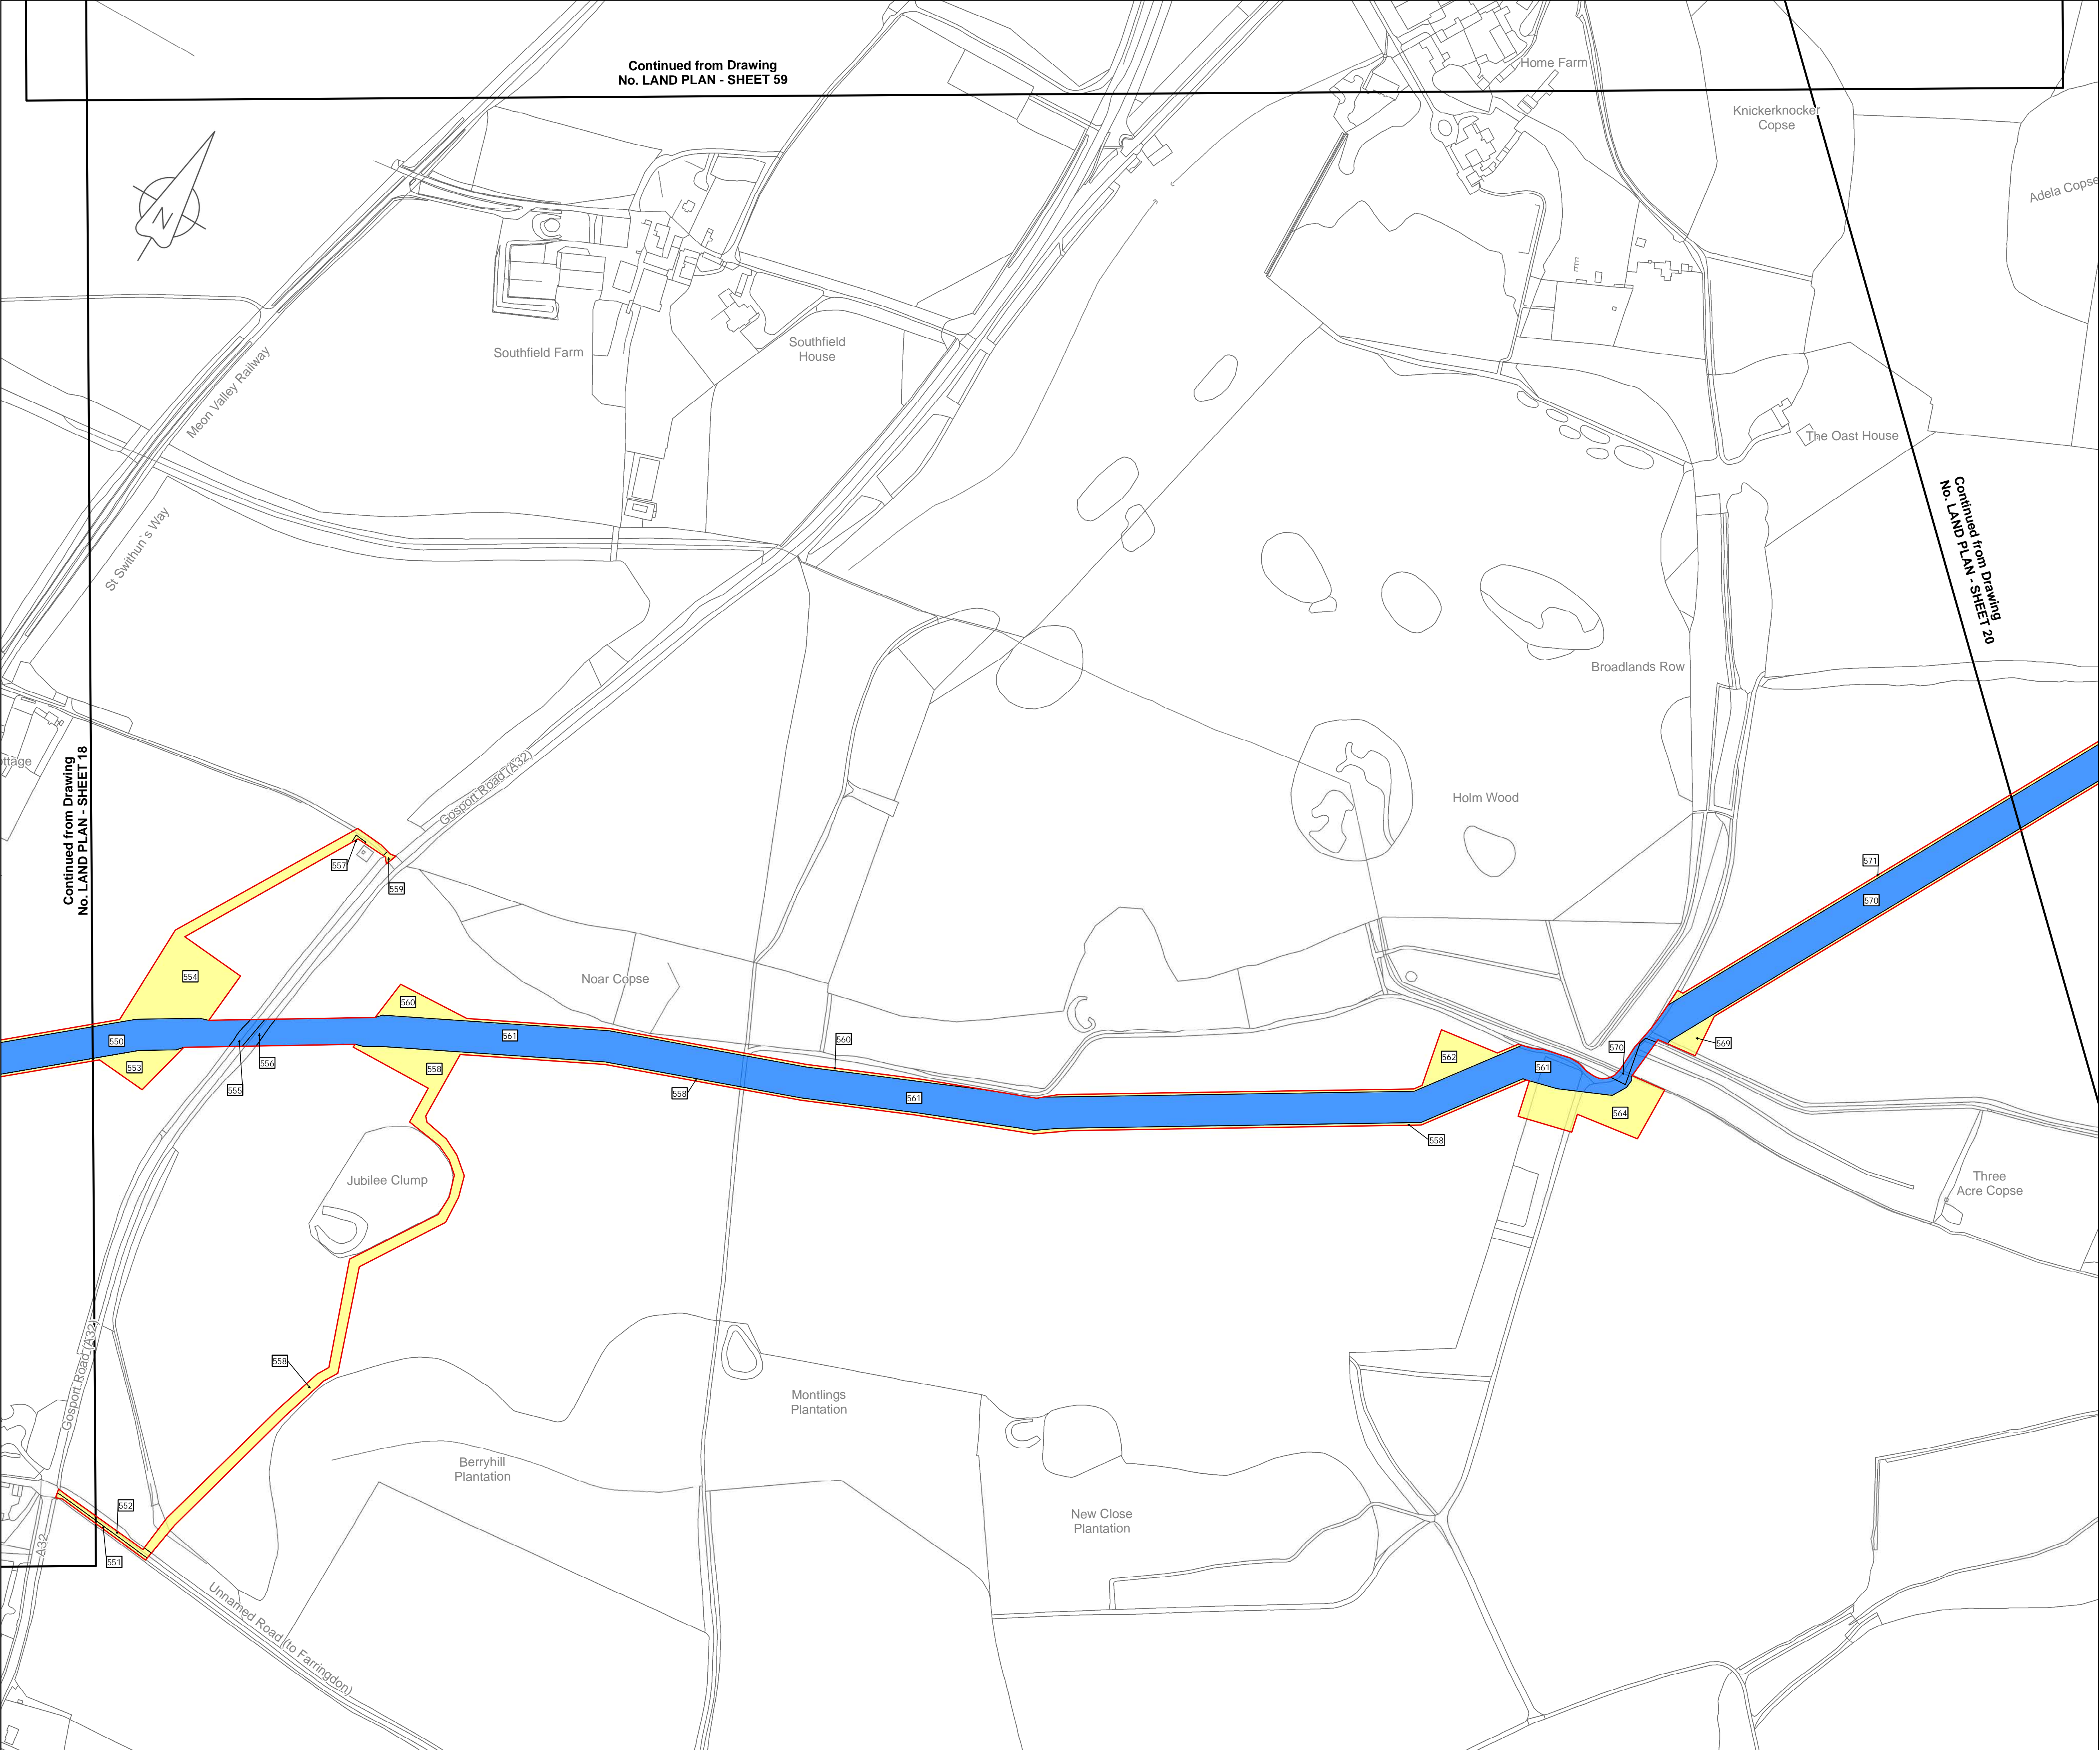 Continued from Drawing
No. LAND PLAN - SHEET 59
Home Farm
Knickerknocker
Copse
Adela Copse
N
Southfield Farm
Southfield
House
Meon Valley Railway
St Swithun`s Way
The Oast House
Continued from Drawing
No. LAND PLAN - SHEET 20
Broadlands Row
Holm Wood
ttage
Continued from Drawing
No. LAND PLAN - SHEET 18
Gosport Road (A32)
557
559
571
570
554
Noar Copse
560
550
553
555
556
561
558
560
558
561
562
561
570
569
564
558
Jubilee Clump
Three
Acre Copse
Gosport Road (A32)
558
Montlings
Plantation
Berryhill
Plantation
New Close
Plantation
552
551
A32
Unnamed Road (to Farringdon)